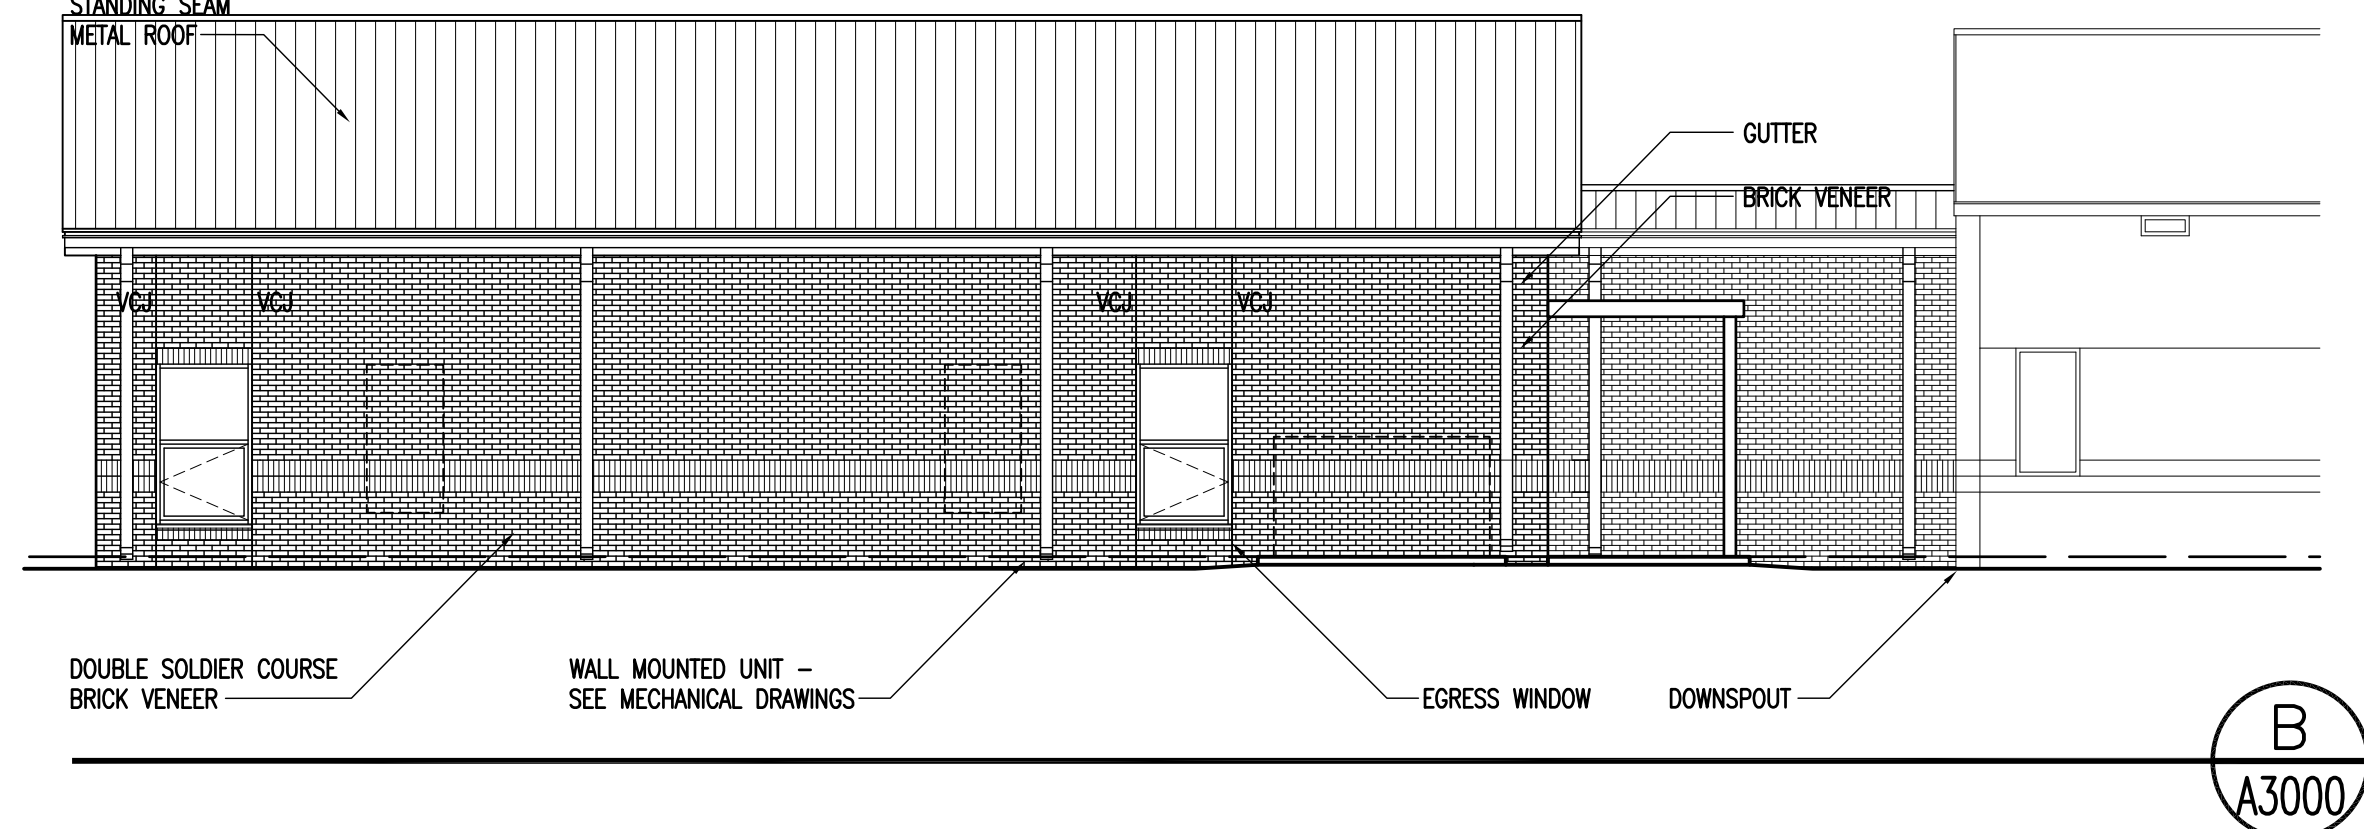 STANDING SEAM
METAL ROOF
GUTTER
BRICK VENEER
VCJ
VCJ
VCJ
VCJ
DOUBLE SOLDIER COURSE
BRICK VENEER
WALL MOUNTED UNIT -
SEE MECHANICAL DRAWINGS
EGRESS WINDOW
DOWNSPOUT
B
A3000